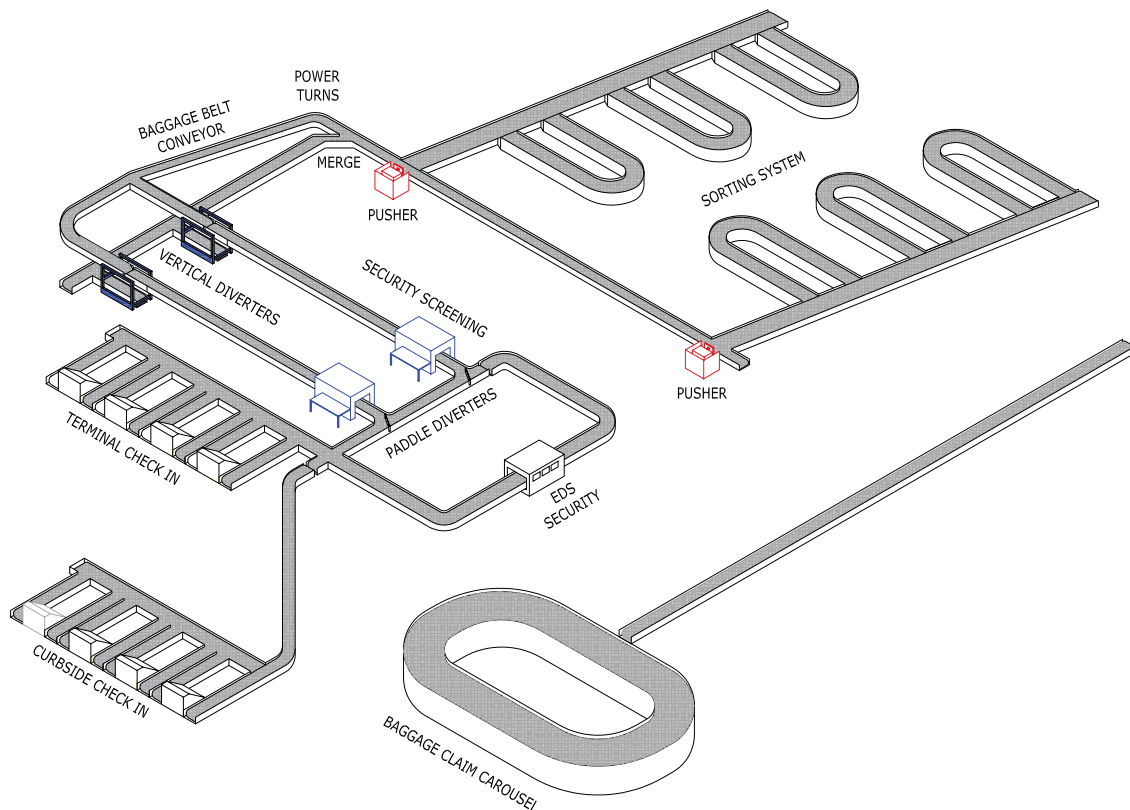 POWER
TURNS
BAGGAGE BELT
CONVEYOR
MERGE
PUSHER
SORTING SYSTEM
VERTICAL DIVERTERS
SECURITY SCREENING
PUSHER
PADDLE DIVERTERS
TERMINAL CHECK IN
EDS
SECURITY
CURBSIDE CHECK IN
BAGGAGE CLAIM CAROUSEL